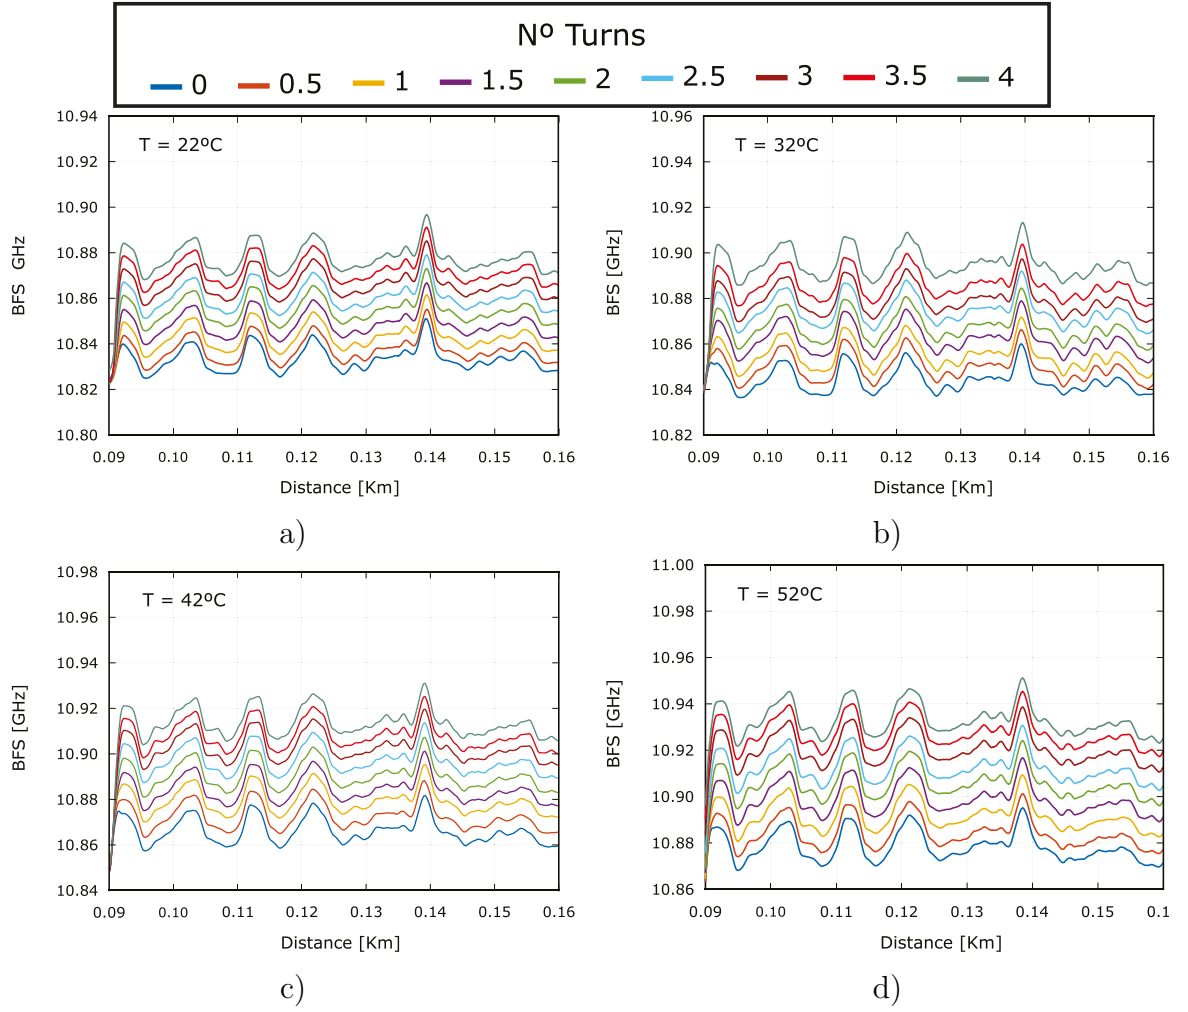 Nº Turns
0 0.5 1 1.5 2 2.5 3 3.5 4
10.94
10.92
10.90
10.88
10.86
10.84
10.82
10.80
BFS GHz
T = 22ºC
0.09 0.10 0.11 0.12 0.13 0.14 0.15 0.16
Distance [Km]
a)
10.96
10.94
10.92
10.90
10.88
10.86
10.84
10.82
BFS [GHz]
T = 32ºC
0.09 0.10 0.11 0.12 0.13 0.14 0.15 0.16
Distance [Km]
b)
10.98
10.96
10.94
10.92
10.90
10.88
10.86
10.84
BFS [GHz]
T = 42ºC
0.09 0.10 0.11 0.12 0.13 0.14 0.15 0.16
Distance [Km]
c)
11.00
10.98
10.96
10.94
10.92
10.90
10.88
10.86
BFS [GHz]
T = 52ºC
0.09 0.10 0.11 0.12 0.13 0.14 0.15 0.1
Distance [Km]
d)